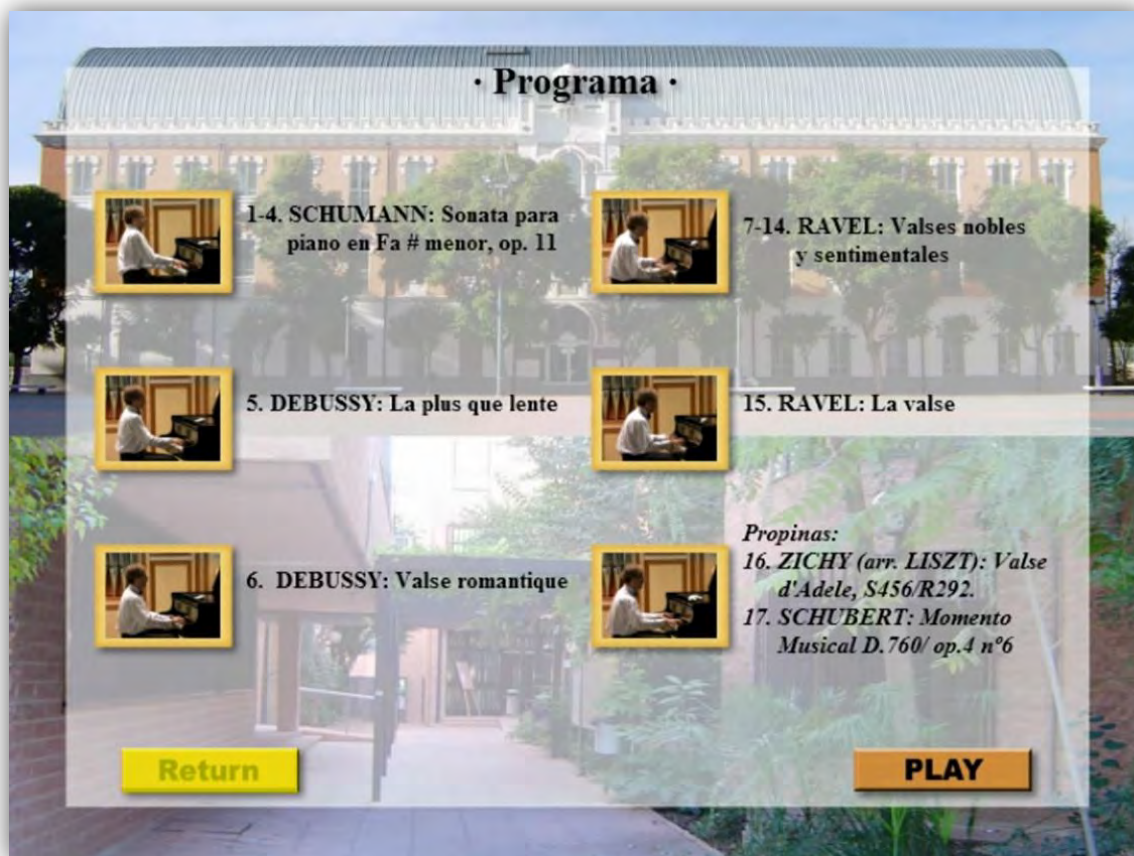 · Programa ·
1-4. SCHUMANN: Sonata para
piano en Fa # menor, op. 11
5. DEBUSSY: La plus que lente
6. DEBUSSY: Valse romantique
7-14. RAVEL: Valses nobles
y sentimentales
15. RAVEL: La valse
Propinas:
16. ZICHY (arr. LISZT): Valse
d'Adele, S456/R292.
17. SCHUBERT: Momento
Musical D.760/ op.4 nº6
Return
PLAY